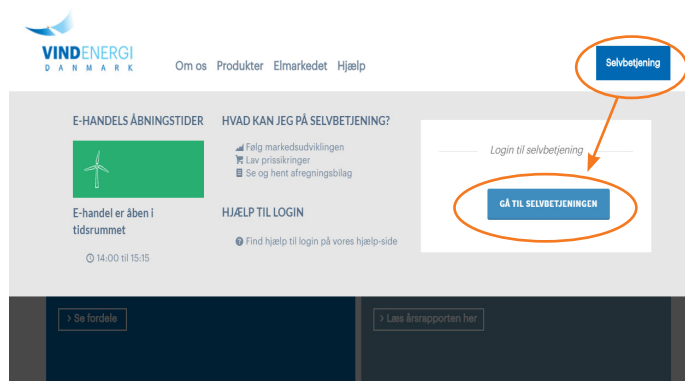 VINDENERGI
DANMARK
Om os Produkter Elmarkedet Hjælp
Selvbetjening
E-HANDELS ÅBNINGSTIDER
E-handel er åben i
tidsrummet
14:00 til 15:15
HVAD KAN JEG PÅ SELVBETJENING?
Følg markedsudviklingen
Lav prissikringer
Se og hent afregningsbilag
HJÆLP TIL LOGIN
Find hjælp til login på vores hjælp-side
Login til selvbetjening
GÅ TIL SELVBETJENINGEN
> Se fordele
> Læs årsrapporten her